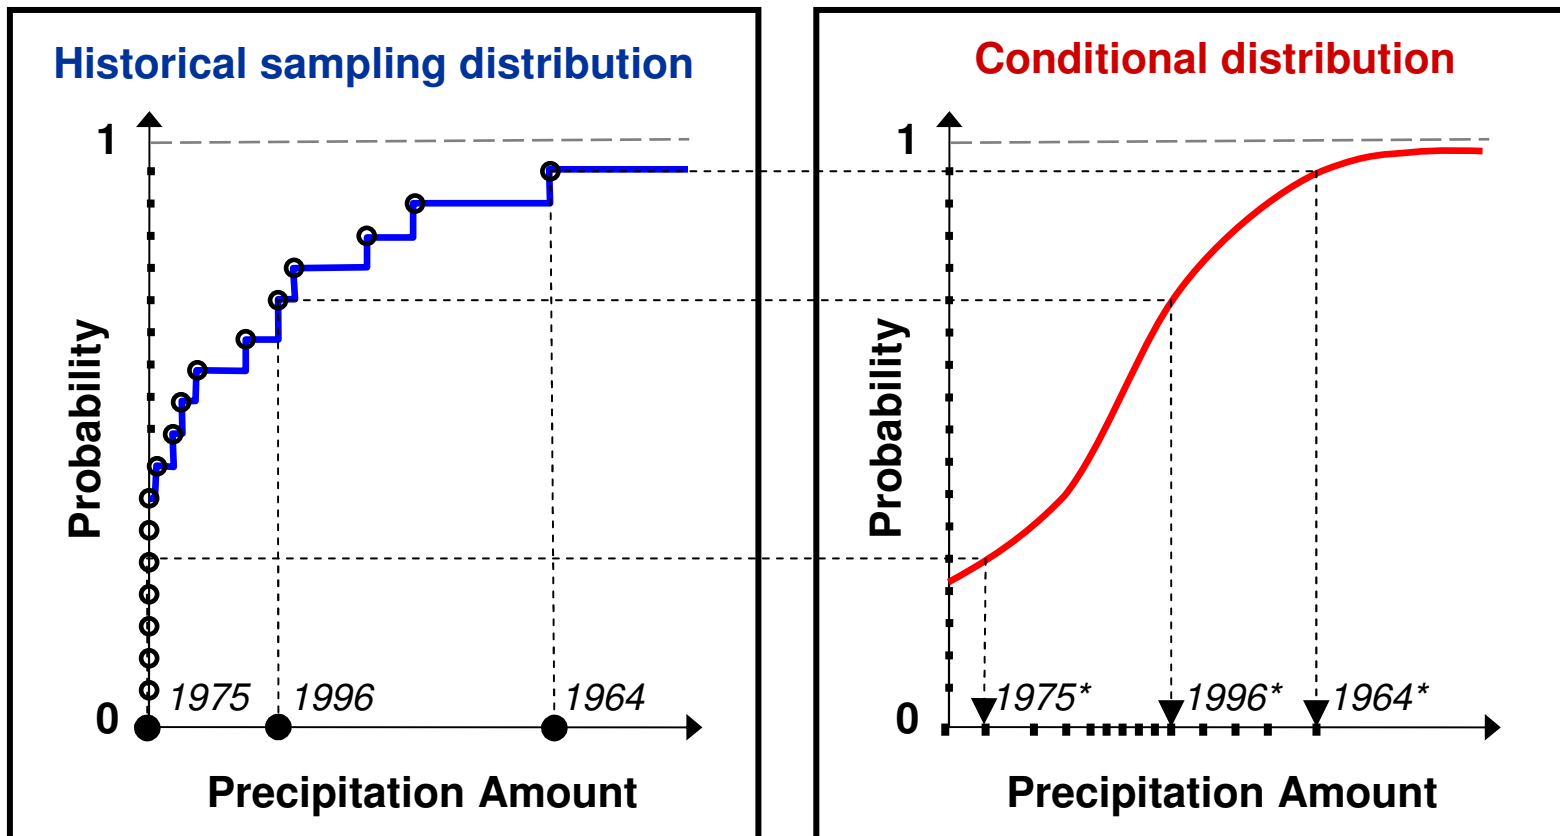 Historical sampling distribution
1
Probability
0
1975
1996
1964
Precipitation Amount
Conditional distribution
1
Probability
0
1975*
1996*
1964*
Precipitation Amount